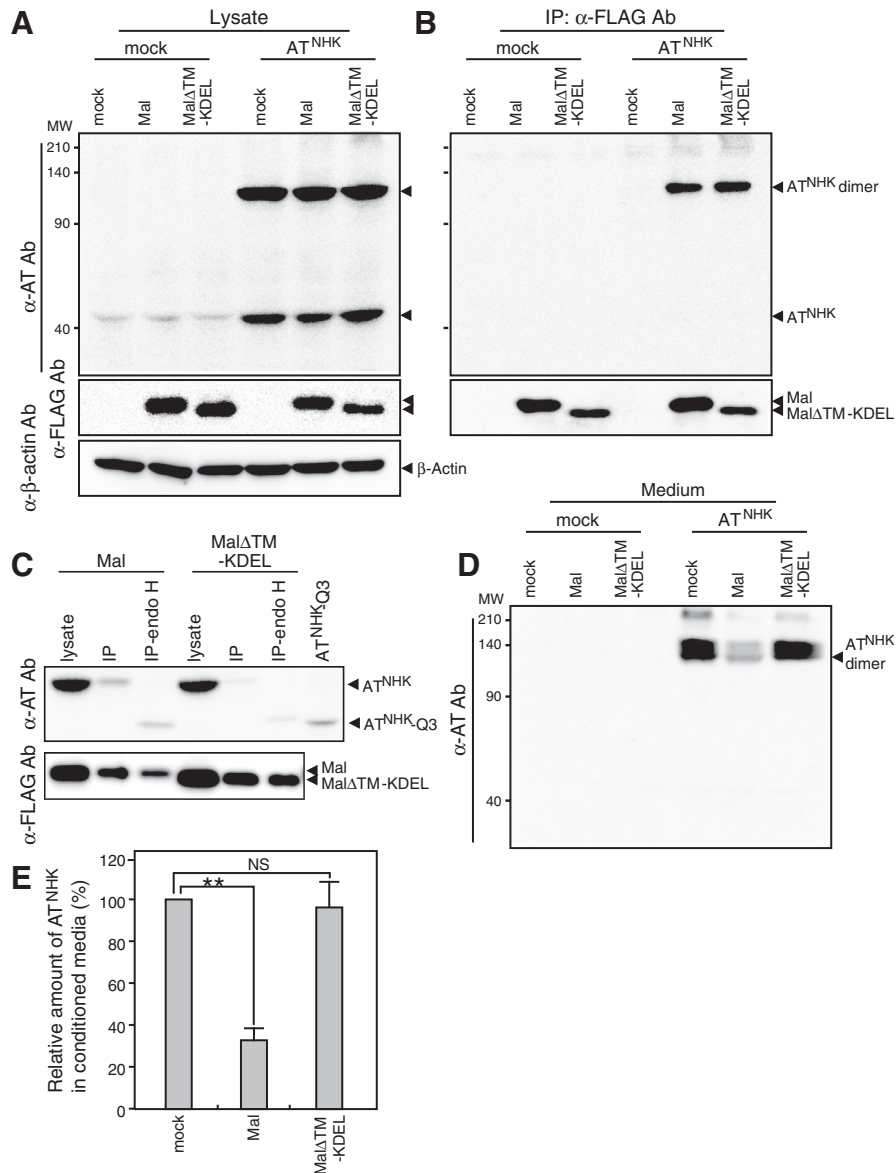 A
Lysate
mock
AT NHK
mock
Mal
MalΔTM
-KDEL
mock
Mal
MalΔTM
-KDEL
MW
210
140
90
40
α-AT Ab
α-FLAG Ab
α-β-actin Ab
β-Actin
B
IP: α-FLAG Ab
mock
AT NHK
mock
Mal
MalΔTM
-KDEL
mock
Mal
MalΔTM
-KDEL
AT NHK dimer
AT NHK
Mal
MalΔTM-KDEL
C
Mal
MalΔTM
-KDEL
lysate
IP
IP-endo H
lysate
IP
IP-endo H
AT NHK-Q3
α-AT Ab
AT NHK
AT NHK-Q3
α-FLAG Ab
Mal
MalΔTM-KDEL
D
Medium
mock
AT NHK
mock
Mal
MalΔTM
-KDEL
mock
Mal
MalΔTM
-KDEL
MW
210
140
90
40
α-AT Ab
AT NHK
dimer
E
Relative amount of AT NHK
in conditioned media (%)
120
100
80
60
40
20
0
NS
**
mock
Mal
MalΔTM
-KDEL